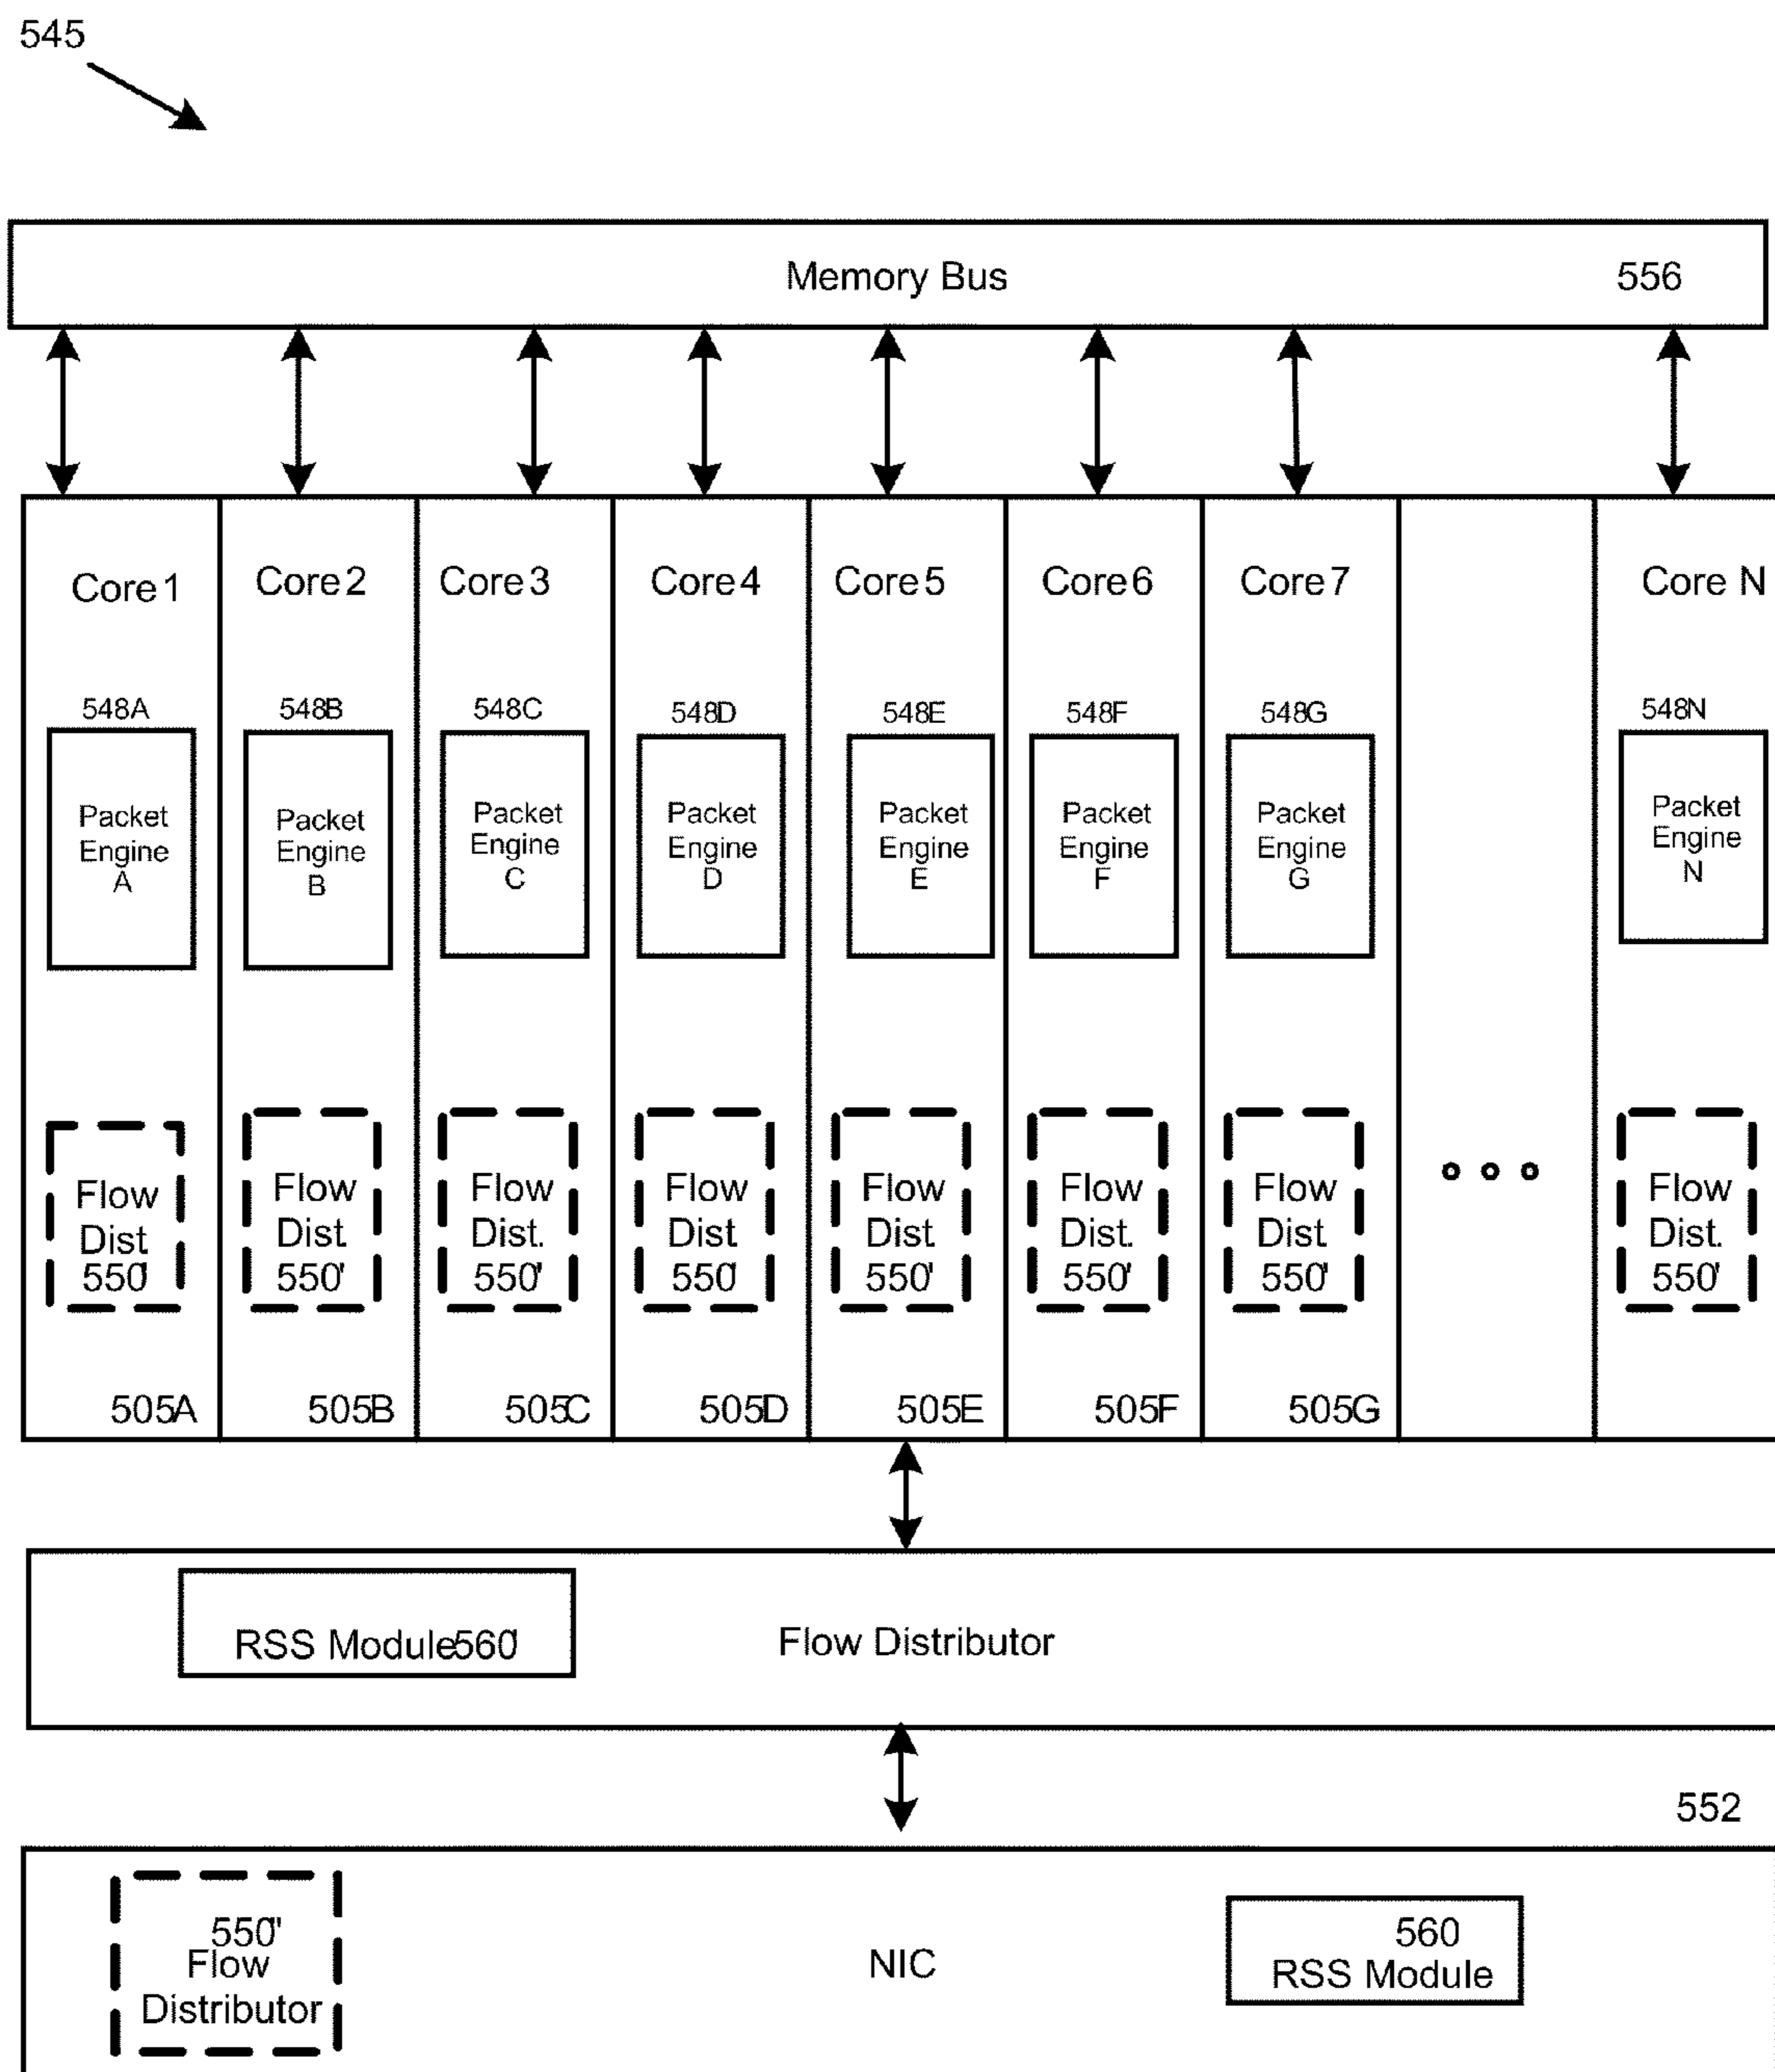 545
Memory Bus 556
Core 1 Core 2 Core 3 Core 4 Core 5 Core 6 Core 7 Core N
548A 548B 548C 548D 548E 548F 548G 548N
Packet
Engine
A
Packet
Engine
B
Packet
Engine
C
Packet
Engine
D
Packet
Engine
E
Packet
Engine
F
Packet
Engine
G
Packet
Engine
N
Flow
Dist
550'
Flow
Dist
550'
Flow
Dist.
550'
Flow
Dist
550'
Flow
Dist
550'
Flow
Dist.
550'
Flow
Dist
550'
Flow
Dist.
550'
505A 505B 505C 505D 505E 505F 505G
RSS Module 560' Flow Distributor
552
550"
Flow
Distributor
NIC
560
RSS Module